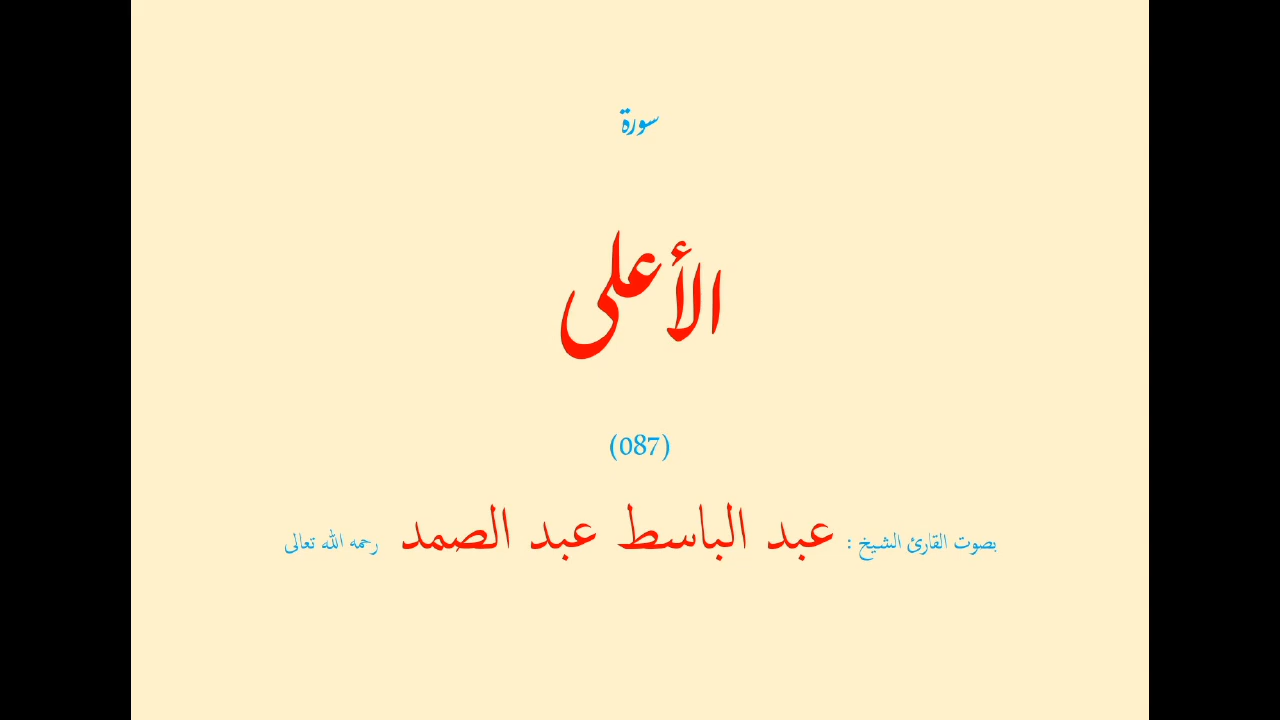 سورة
الأعلى
(087)
بصوت القارئ الشيخ : عبد الباسط عبد الصمد رحمه الله تعالى